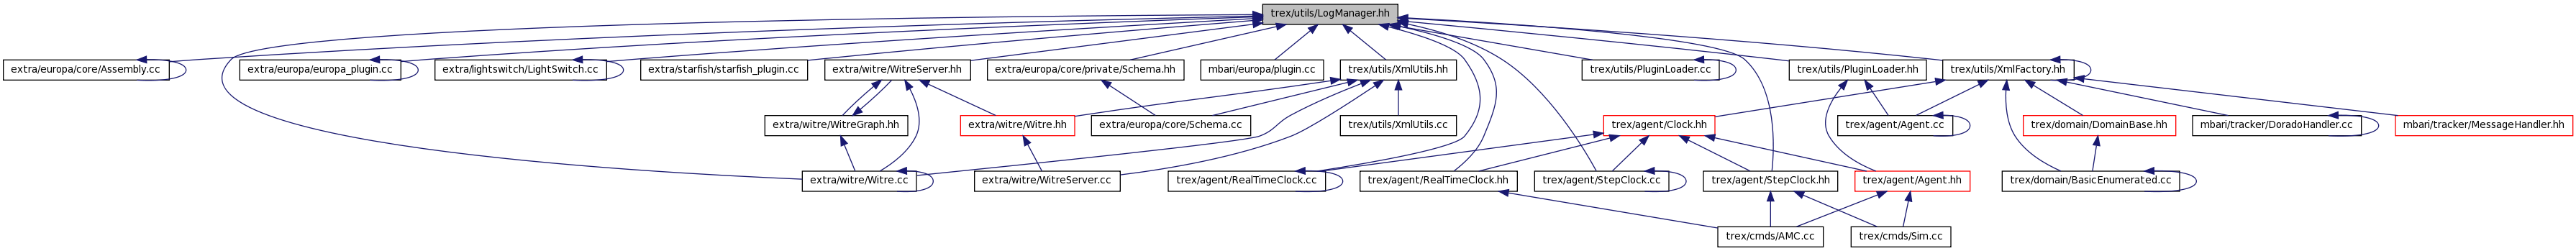 trex/utils/LogManager.hh
extra/europa/core/Assembly.cc
extra/europa/europa_plugin.cc
extra/lightswitch/LightSwitch.cc
extra/starfish/starfish_plugin.cc
extra/witre/WitreServer.hh
extra/europa/core/private/Schema.hh
mbari/europa/plugin.cc
trex/utils/XmlUtils.hh
trex/utils/PluginLoader.cc
trex/utils/PluginLoader.hh
trex/utils/XmlFactory.hh
extra/witre/WitreGraph.hh
extra/witre/Witre.hh
extra/europa/core/Schema.cc
trex/utils/XmlUtils.cc
trex/agent/Clock.hh
trex/agent/Agent.cc
trex/domain/DomainBase.hh
mbari/tracker/DoradoHandler.cc
mbari/tracker/MessageHandler.hh
extra/witre/Witre.cc
extra/witre/WitreServer.cc
trex/agent/RealTimeClock.cc
trex/agent/RealTimeClock.hh
trex/agent/StepClock.cc
trex/agent/StepClock.hh
trex/agent/Agent.hh
trex/domain/BasicEnumerated.cc
trex/cmds/AMC.cc
trex/cmds/Sim.cc